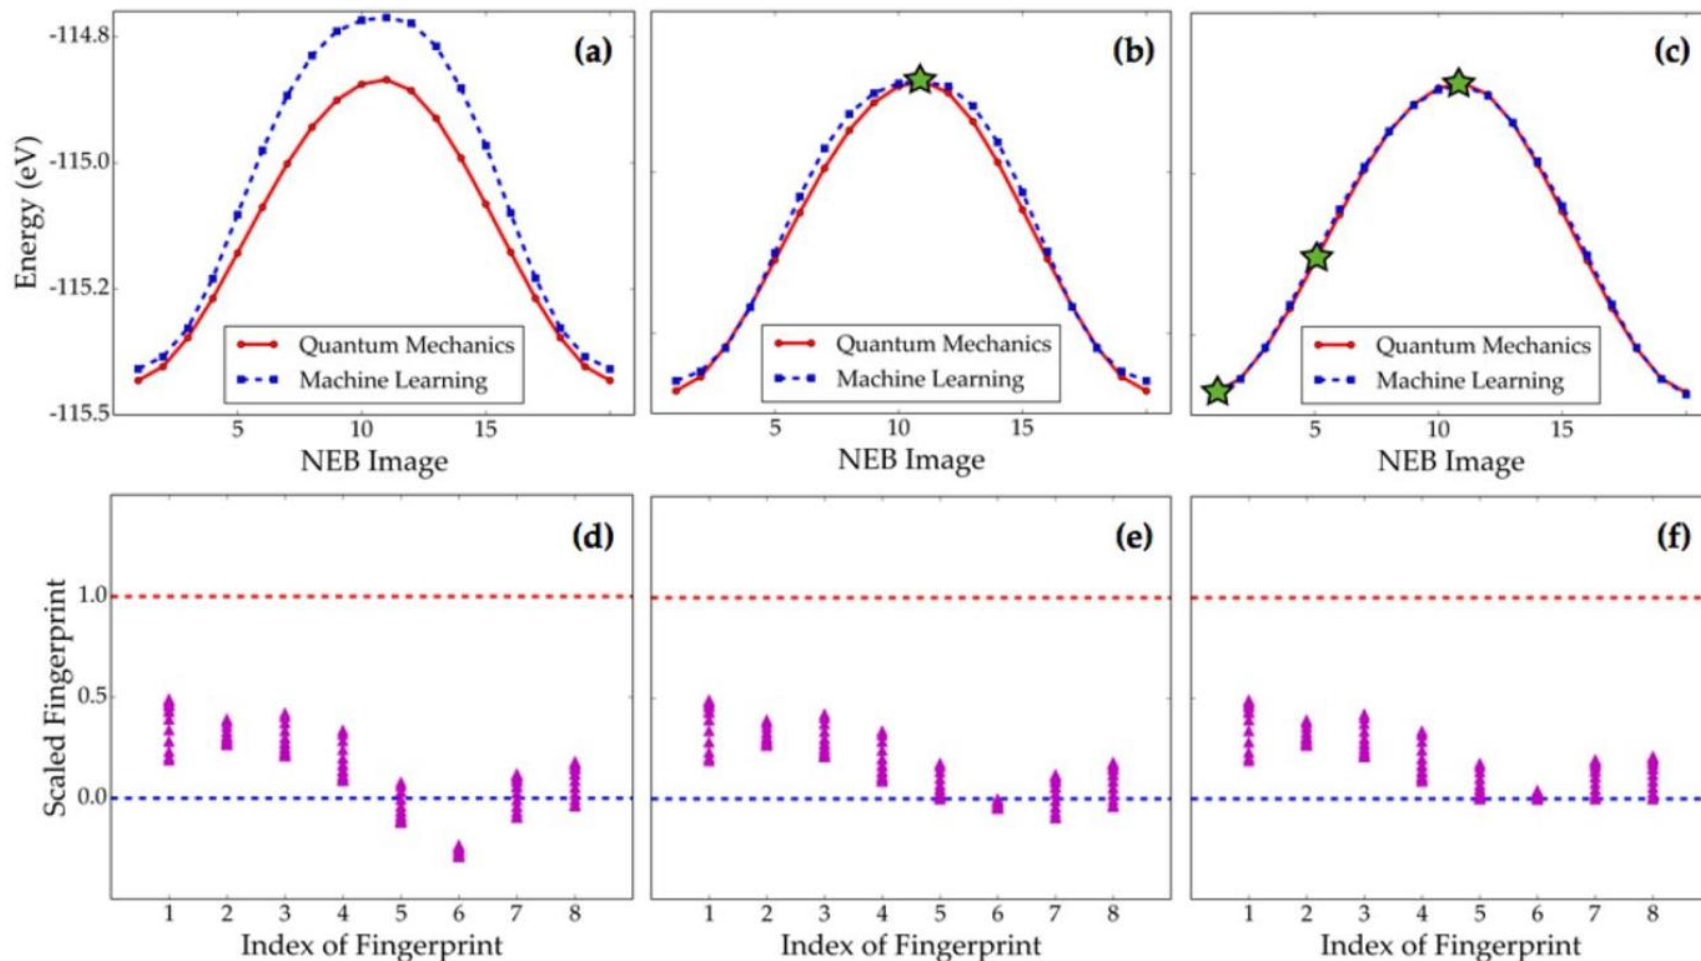 (a)
Energy (eV)
-114.8
-115.0
-115.2
-115.5
Quantum Mechanics
Machine Learning
5 10 15
NEB Image
(b)
Quantum Mechanics
Machine Learning
5 10 15
NEB Image
(c)
Quantum Mechanics
Machine Learning
5 10 15
NEB Image
(d)
Scaled Fingerprint
1.0
0.5
0.0
1 2 3 4 5 6 7 8
Index of Fingerprint
(e)
1 2 3 4 5 6 7 8
Index of Fingerprint
(f)
1 2 3 4 5 6 7 8
Index of Fingerprint